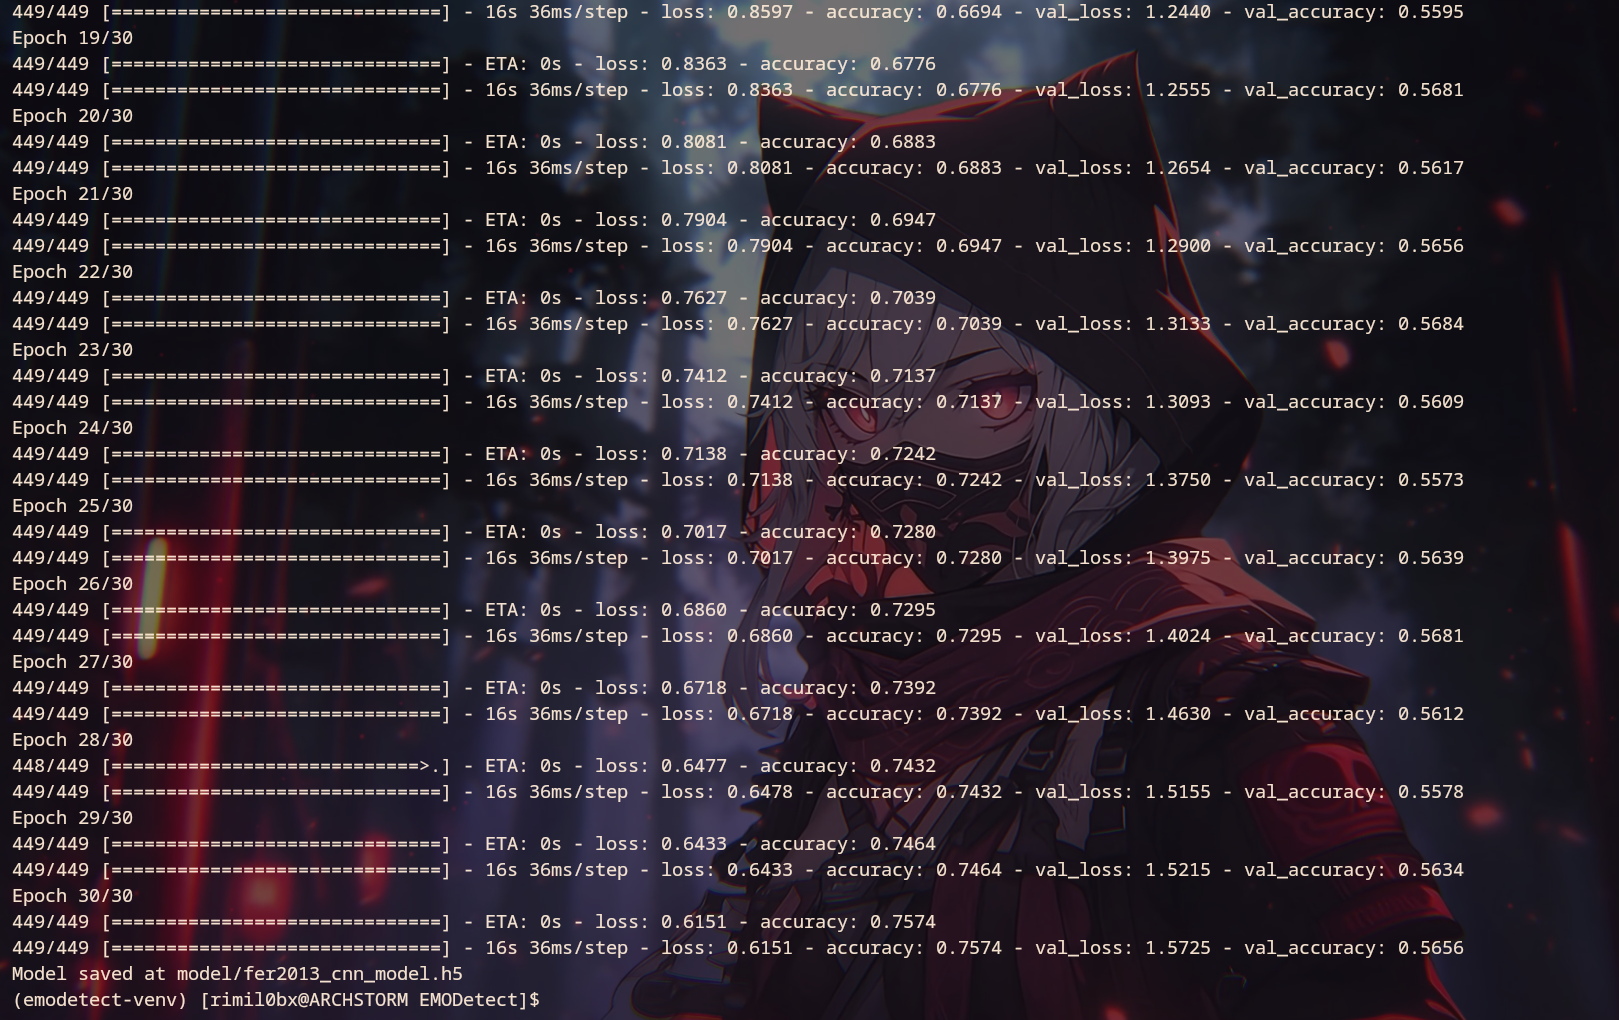 449/449 [==============================] - 16s 36ms/step - loss: 0.8597 - accuracy: 0.6694 - val_loss: 1.2440 - val_accuracy: 0.5595
Epoch 19/30
449/449 [==============================] - ETA: 0s - loss: 0.8363 - accuracy: 0.6776
449/449 [==============================] - 16s 36ms/step - loss: 0.8363 - accuracy: 0.6776 - val_loss: 1.2555 - val_accuracy: 0.5681
Epoch 20/30
449/449 [==============================] - ETA: 0s - loss: 0.8081 - accuracy: 0.6883
449/449 [==============================] - 16s 36ms/step - loss: 0.8081 - accuracy: 0.6883 - val_loss: 1.2654 - val_accuracy: 0.5617
Epoch 21/30
449/449 [==============================] - ETA: 0s - loss: 0.7904 - accuracy: 0.6947
449/449 [==============================] - 16s 36ms/step - loss: 0.7904 - accuracy: 0.6947 - val_loss: 1.2900 - val_accuracy: 0.5656
Epoch 22/30
449/449 [==============================] - ETA: 0s - loss: 0.7627 - accuracy: 0.7039
449/449 [==============================] - 16s 36ms/step - loss: 0.7627 - accuracy: 0.7039 - val_loss: 1.3133 - val_accuracy: 0.5684
Epoch 23/30
449/449 [==============================] - ETA: 0s - loss: 0.7412 - accuracy: 0.7137
449/449 [==============================] - 16s 36ms/step - loss: 0.7412 - accuracy: 0.7137 - val_loss: 1.3093 - val_accuracy: 0.5609
Epoch 24/30
449/449 [==============================] - ETA: 0s - loss: 0.7138 - accuracy: 0.7242
449/449 [==============================] - 16s 36ms/step - loss: 0.7138 - accuracy: 0.7242 - val_loss: 1.3750 - val_accuracy: 0.5573
Epoch 25/30
449/449 [==============================] - ETA: 0s - loss: 0.7017 - accuracy: 0.7280
449/449 [==============================] - 16s 36ms/step - loss: 0.7017 - accuracy: 0.7280 - val_loss: 1.3975 - val_accuracy: 0.5639
Epoch 26/30
449/449 [==============================] - ETA: 0s - loss: 0.6860 - accuracy: 0.7295
449/449 [==============================] - 16s 36ms/step - loss: 0.6860 - accuracy: 0.7295 - val_loss: 1.4024 - val_accuracy: 0.5681
Epoch 27/30
449/449 [==============================] - ETA: 0s - loss: 0.6718 - accuracy: 0.7392
449/449 [==============================] - 16s 36ms/step - loss: 0.6718 - accuracy: 0.7392 - val_loss: 1.4630 - val_accuracy: 0.5612
Epoch 28/30
448/449 [============================>.] - ETA: 0s - loss: 0.6477 - accuracy: 0.7432
449/449 [==============================] - 16s 36ms/step - loss: 0.6478 - accuracy: 0.7432 - val_loss: 1.5155 - val_accuracy: 0.5578
Epoch 29/30
449/449 [==============================] - ETA: 0s - loss: 0.6433 - accuracy: 0.7464
449/449 [==============================] - 16s 36ms/step - loss: 0.6433 - accuracy: 0.7464 - val_loss: 1.5215 - val_accuracy: 0.5634
Epoch 30/30
449/449 [==============================] - ETA: 0s - loss: 0.6151 - accuracy: 0.7574
449/449 [==============================] - 16s 36ms/step - loss: 0.6151 - accuracy: 0.7574 - val_loss: 1.5725 - val_accuracy: 0.5656
Model saved at model/fer2013_cnn_model.h5
(emodetect-venv) [rimil0bx@ARCHSTORM EMODetect]$